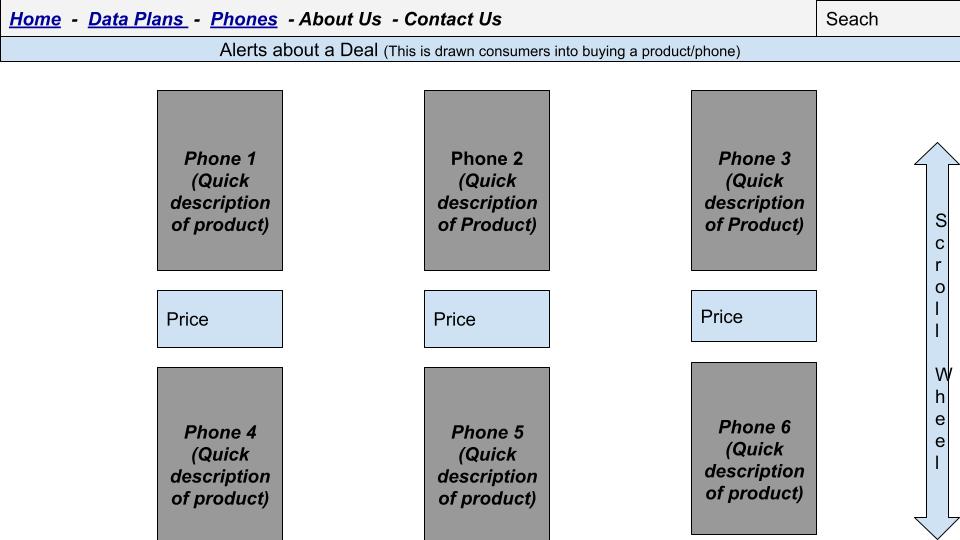 Home - Data Plans - Phones - About Us - Contact Us
Seach
Alerts about a Deal (This is drawn consumers into buying a product/phone)
Phone 1
(Quick
description
of product)
Phone 2
(Quick
description
of Product)
Phone 3
(Quick
description
of Product)
Price
Price
Price
Phone 4
(Quick
description
of product)
Phone 5
(Quick
description
of product)
Phone 6
(Quick
description
of product)
Scroll Wheel